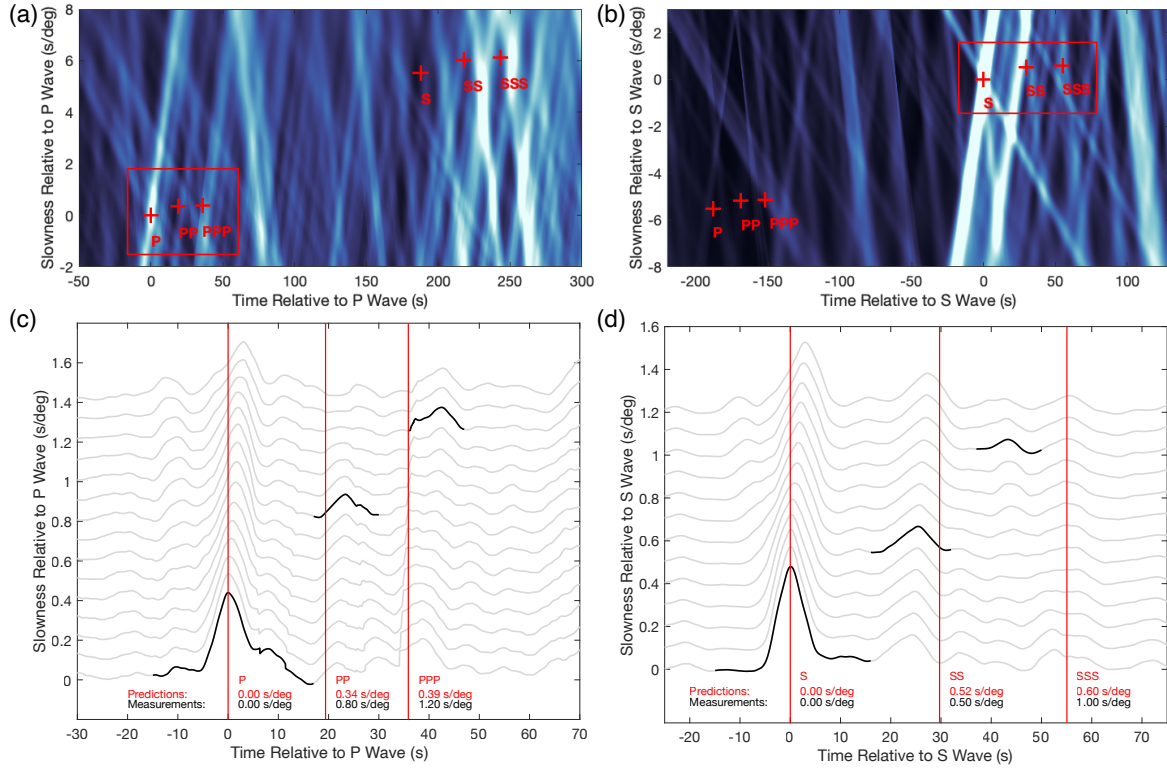 (a)
Slowness Relative to P Wave (s/deg)
8
6
4
2
0
-2
S
SS
SSS
P
PP
PPP
-50
0
50
100
150
200
250
300
Time Relative to P Wave (s)
(b)
Slowness Relative to S Wave (s/deg)
2
0
-2
-4
-6
-8
S
SS
SSS
P
PP
PPP
-200
-150
-100
-50
0
50
100
Time Relative to S Wave (s)
(c)
Slowness Relative to P Wave (s/deg)
1.6
1.4
1.2
1
0.8
0.6
0.4
0.2
0
P PP PPP
Predictions: 0.00 s/deg 0.34 s/deg 0.39 s/deg
Measurements: 0.00 s/deg 0.80 s/deg 1.20 s/deg
-30
-20
-10
0
10
20
30
40
50
60
70
Time Relative to P Wave (s)
(d)
Slowness Relative to S Wave (s/deg)
1.6
1.4
1.2
1
0.8
0.6
0.4
0.2
0
S SS SSS
Predictions: 0.00 s/deg 0.52 s/deg 0.60 s/deg
Measurements: 0.00 s/deg 0.50 s/deg 1.00 s/deg
-20
-10
0
10
20
30
40
50
60
70
Time Relative to S Wave (s)